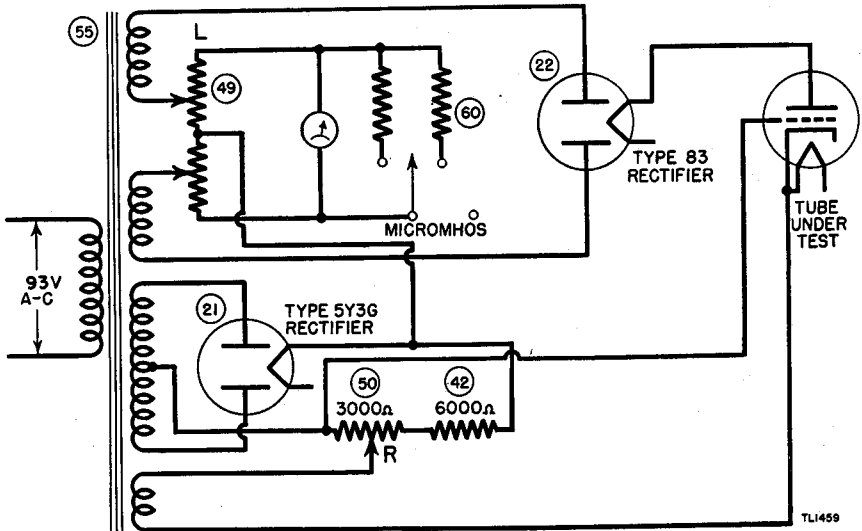 55
L
49
22
60
TYPE 83
RECTIFIER
MICROMHOS
TUBE
UNDER
TEST
93V
A-C
21
TYPE 5Y3G
RECTIFIER
50
3000Ω
42
6000Ω
R
TL1459